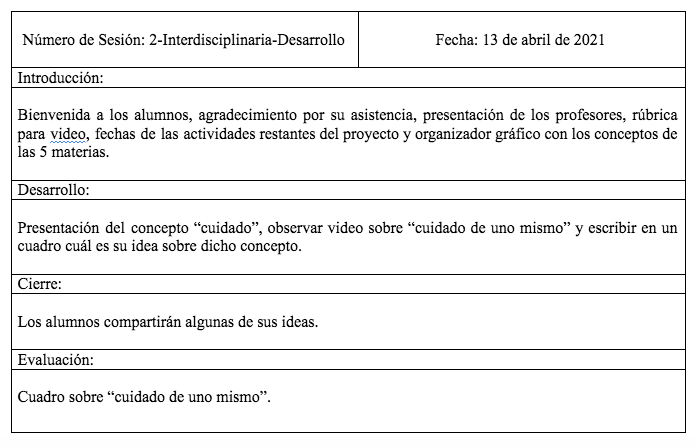 Número de Sesión: 2-Interdisciplinaria-Desarrollo
Fecha: 13 de abril de 2021
Introducción:
Bienvenida a los alumnos, agradecimiento por su asistencia, presentación de los profesores, rúbrica
para video, fechas de las actividades restantes del proyecto y organizador gráfico con los conceptos de
las 5 materias.
Desarrollo:
Presentación del concepto “cuidado”, observar video sobre “cuidado de uno mismo” y escribir en un
cuadro cuál es su idea sobre dicho concepto.
Cierre:
Los alumnos compartirán algunas de sus ideas.
Evaluación:
Cuadro sobre “cuidado de uno mismo”.